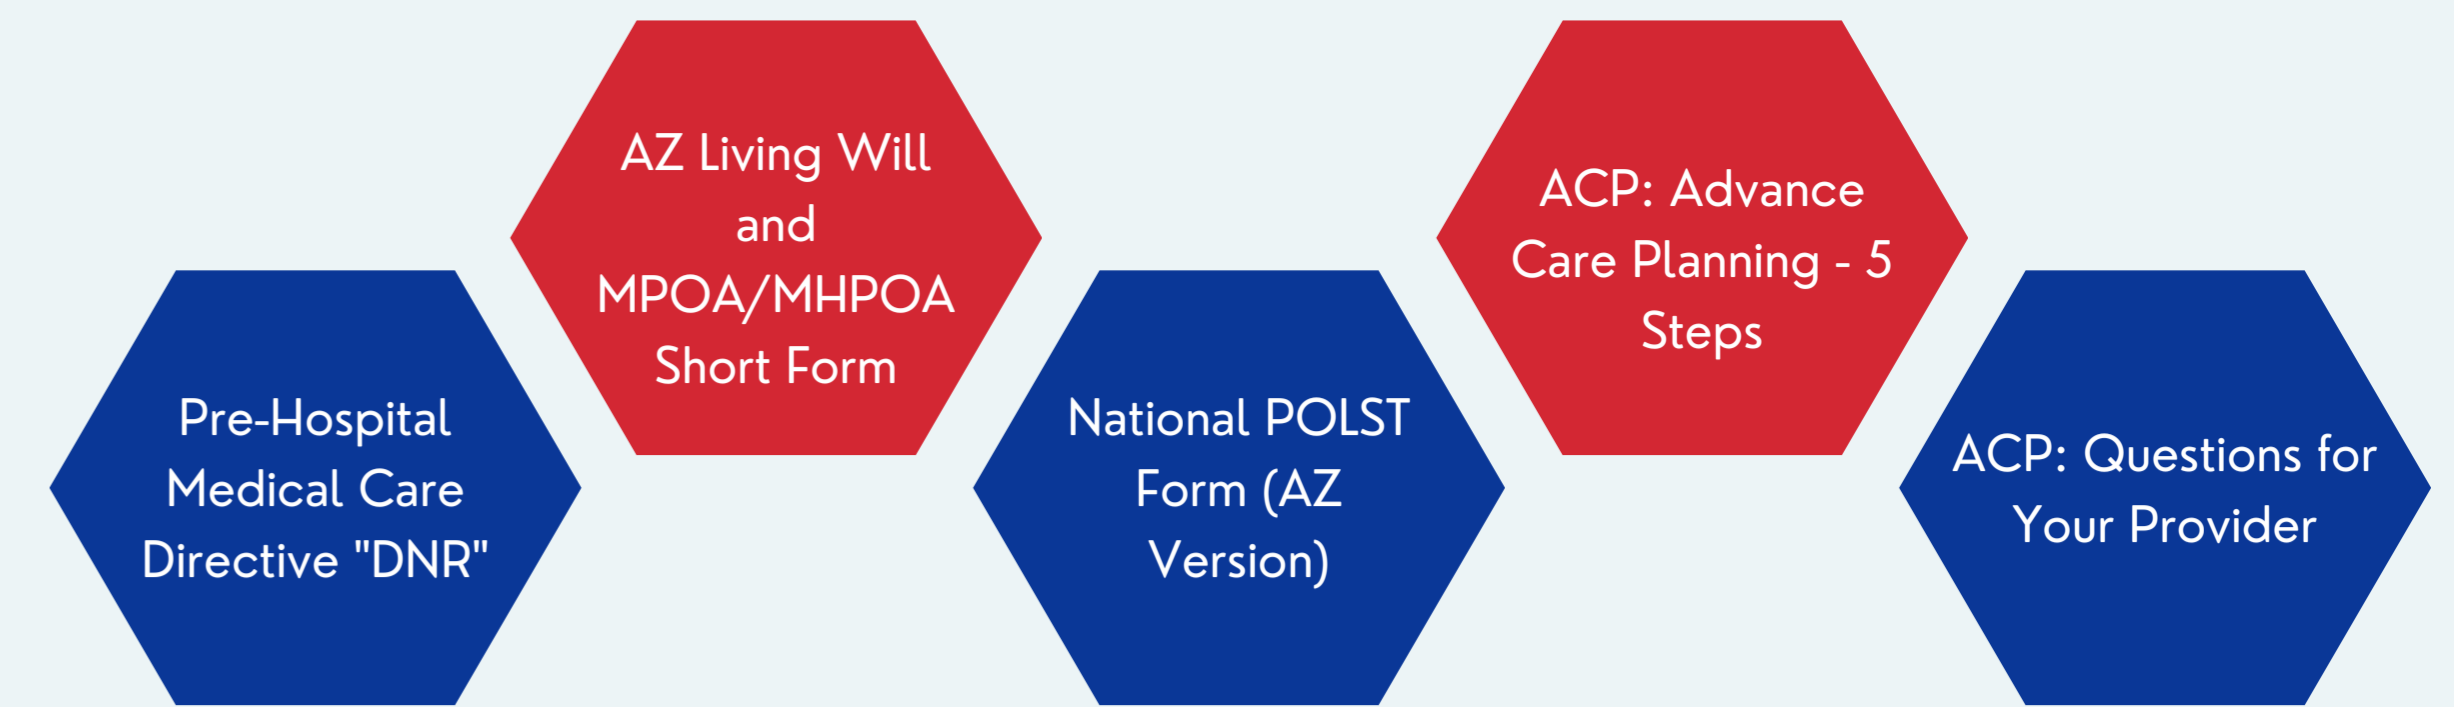 Pre-Hospital
Medical Care
Directive "DNR"
AZ Living Will
and
MPOA/MHPOA
Short Form
National POLST
Form (AZ
Version)
ACP: Advance
Care Planning - 5
Steps
ACP: Questions for
Your Provider